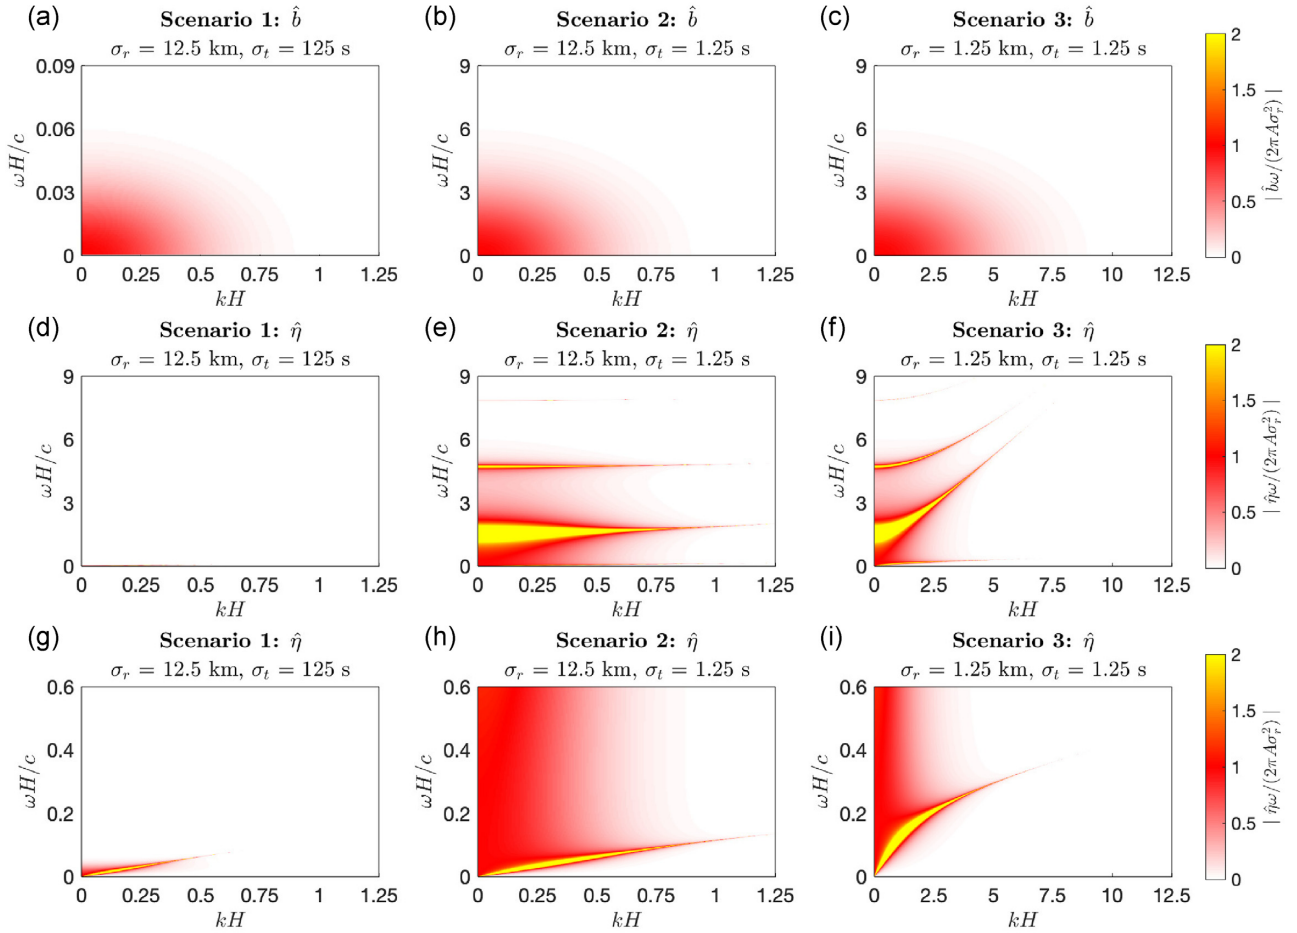 (a) Scenario 1: b̂
σ_r = 12.5 km, σ_t = 125 s
0.09
0.06
0.03
0
ωH/c
0 0.25 0.5 0.75 1 1.25
kH
(b) Scenario 2: b̂
σ_r = 12.5 km, σ_t = 1.25 s
9
6
3
0
ωH/c
0 0.25 0.5 0.75 1 1.25
kH
(c) Scenario 3: b̂
σ_r = 1.25 km, σ_t = 1.25 s
9
6
3
0
ωH/c
0 2.5 5 7.5 10 12.5
kH
2
1.5
1
0.5
0
| b̂ω/(2πAσ_r²) |
(d) Scenario 1: η̂
σ_r = 12.5 km, σ_t = 125 s
9
6
3
0
ωH/c
0 0.25 0.5 0.75 1 1.25
kH
(e) Scenario 2: η̂
σ_r = 12.5 km, σ_t = 1.25 s
9
6
3
0
ωH/c
0 0.25 0.5 0.75 1 1.25
kH
(f) Scenario 3: η̂
σ_r = 1.25 km, σ_t = 1.25 s
9
6
3
0
ωH/c
0 2.5 5 7.5 10 12.5
kH
2
1.5
1
0.5
0
| η̂ω/(2πAσ_r²) |
(g) Scenario 1: η̂
σ_r = 12.5 km, σ_t = 125 s
0.6
0.4
0.2
0
ωH/c
0 0.25 0.5 0.75 1 1.25
kH
(h) Scenario 2: η̂
σ_r = 12.5 km, σ_t = 1.25 s
0.6
0.4
0.2
0
ωH/c
0 0.25 0.5 0.75 1 1.25
kH
(i) Scenario 3: η̂
σ_r = 1.25 km, σ_t = 1.25 s
0.6
0.4
0.2
0
ωH/c
0 2.5 5 7.5 10 12.5
kH
2
1.5
1
0.5
0
| η̂ω/(2πAσ_r²) |